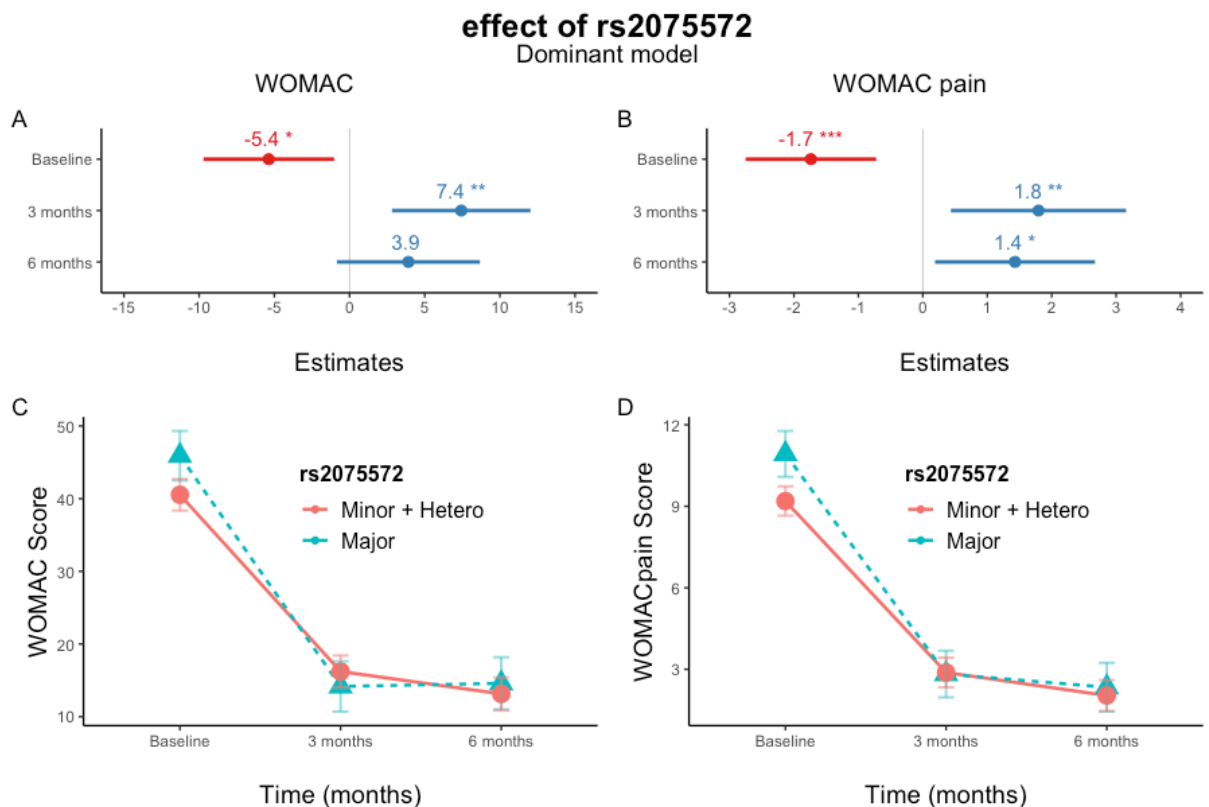 effect of rs2075572
Dominant model
WOMAC
WOMAC pain
A
-5.4 *
Baseline
7.4 **
3 months
3.9
6 months
-15 -10 -5 0 5 10 15
Estimates
B
-1.7 ***
Baseline
1.8 **
3 months
1.4 *
6 months
-3 -2 -1 0 1 2 3 4
Estimates
C
WOMAC Score
50
40
30
20
10
rs2075572
Minor + Hetero
Major
Baseline 3 months 6 months
Time (months)
D
WOMACpain Score
12
9
6
3
rs2075572
Minor + Hetero
Major
Baseline 3 months 6 months
Time (months)